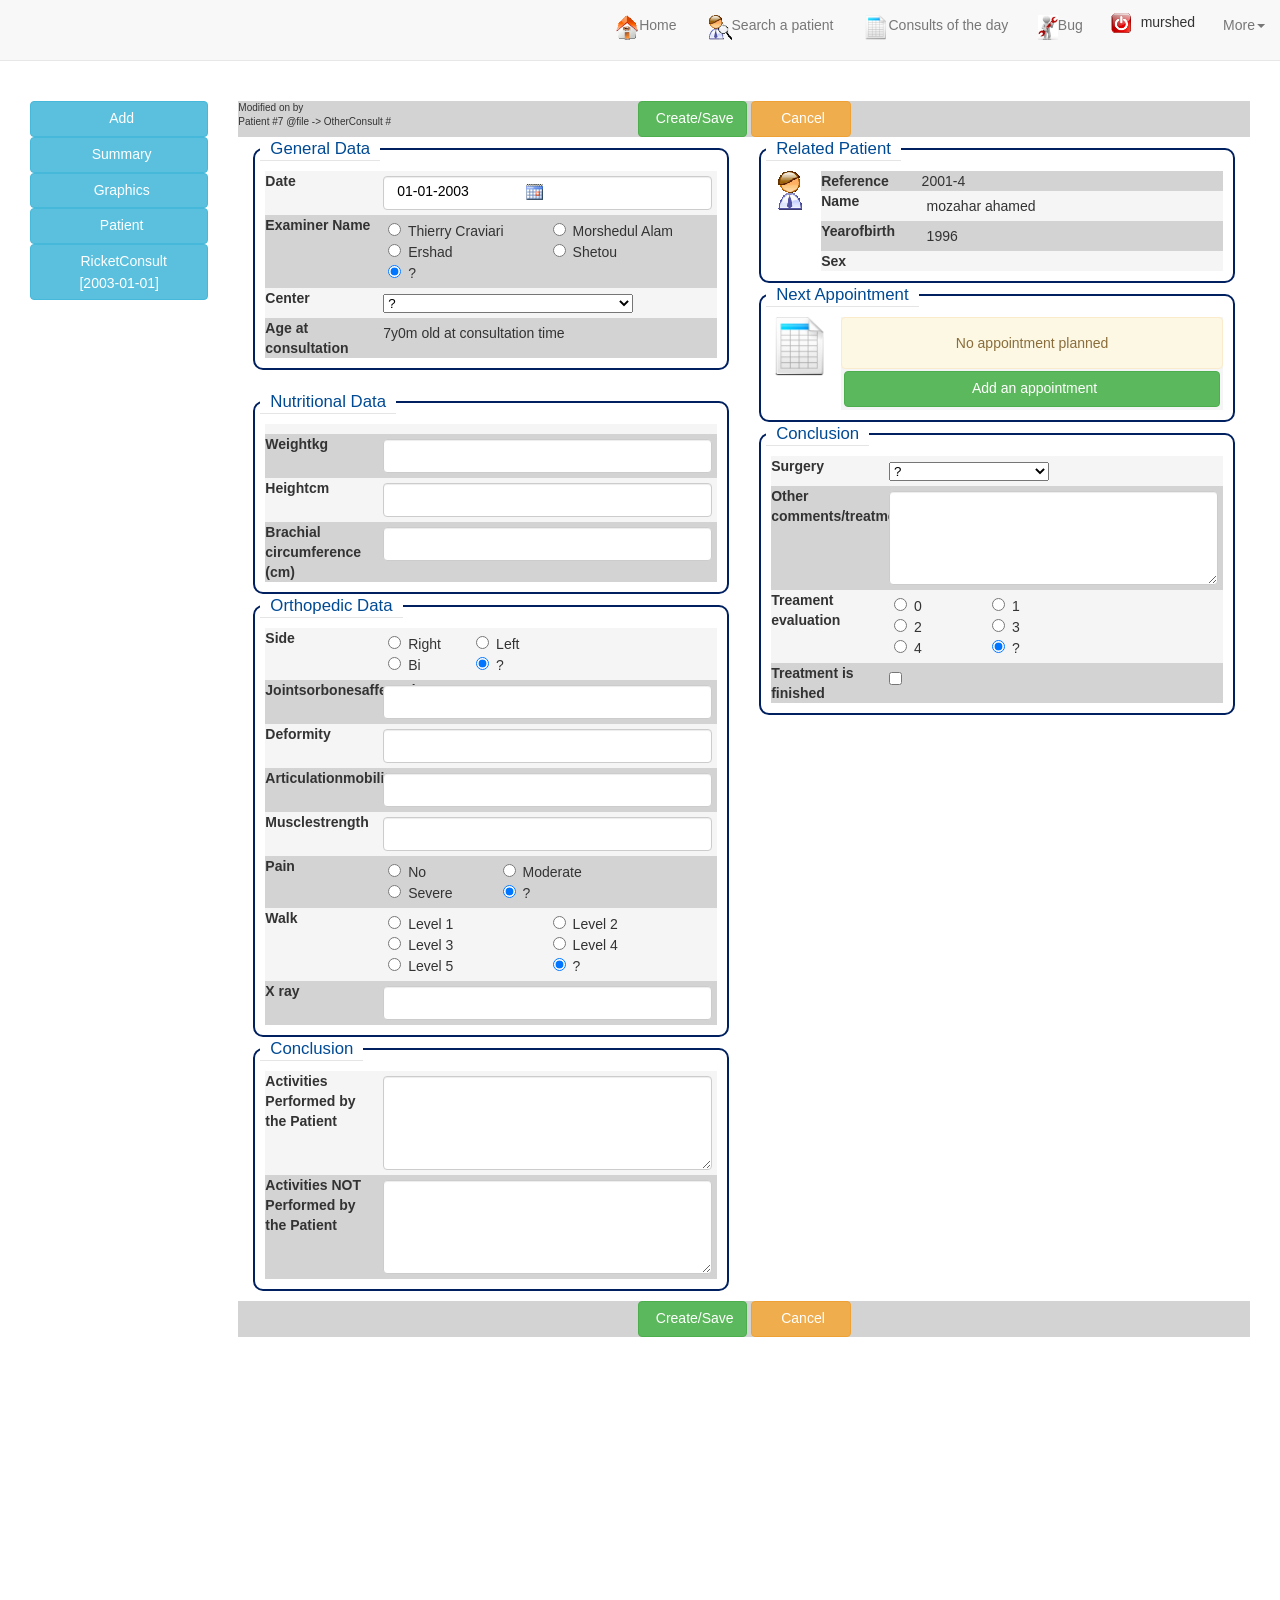 Home Search a patient Consults of the day Bug murshed More
Add
Summary
Graphics
Patient
RicketConsult
[2003-01-01]
Modified on by
Patient #7 @file -> OtherConsult #
Create/Save Cancel
General Data
Date 01-01-2003
Examiner Name Thierry Craviari Morshedul Alam
Ershad Shetou
?
Center ?
Age at
consultation
7y0m old at consultation time
Nutritional Data
Weightkg
Heightcm
Brachial
circumference
(cm)
Orthopedic Data
Side Right Left
Bi ?
Deformity
Musclestrength
Pain No Moderate
Severe ?
Walk Level 1 Level 2
Level 3 Level 4
Level 5 ?
X ray
Conclusion
Activities
Performed by
the Patient
Activities NOT
Performed by
the Patient
Related Patient
Reference 2001-4
Name mozahar ahamed
Yearofbirth 1996
Sex
Next Appointment
No appointment planned
Add an appointment
Conclusion
Surgery ?
Other
Treament
evaluation
0 1
2 3
4 ?
Treatment is
finished
Create/Save Cancel